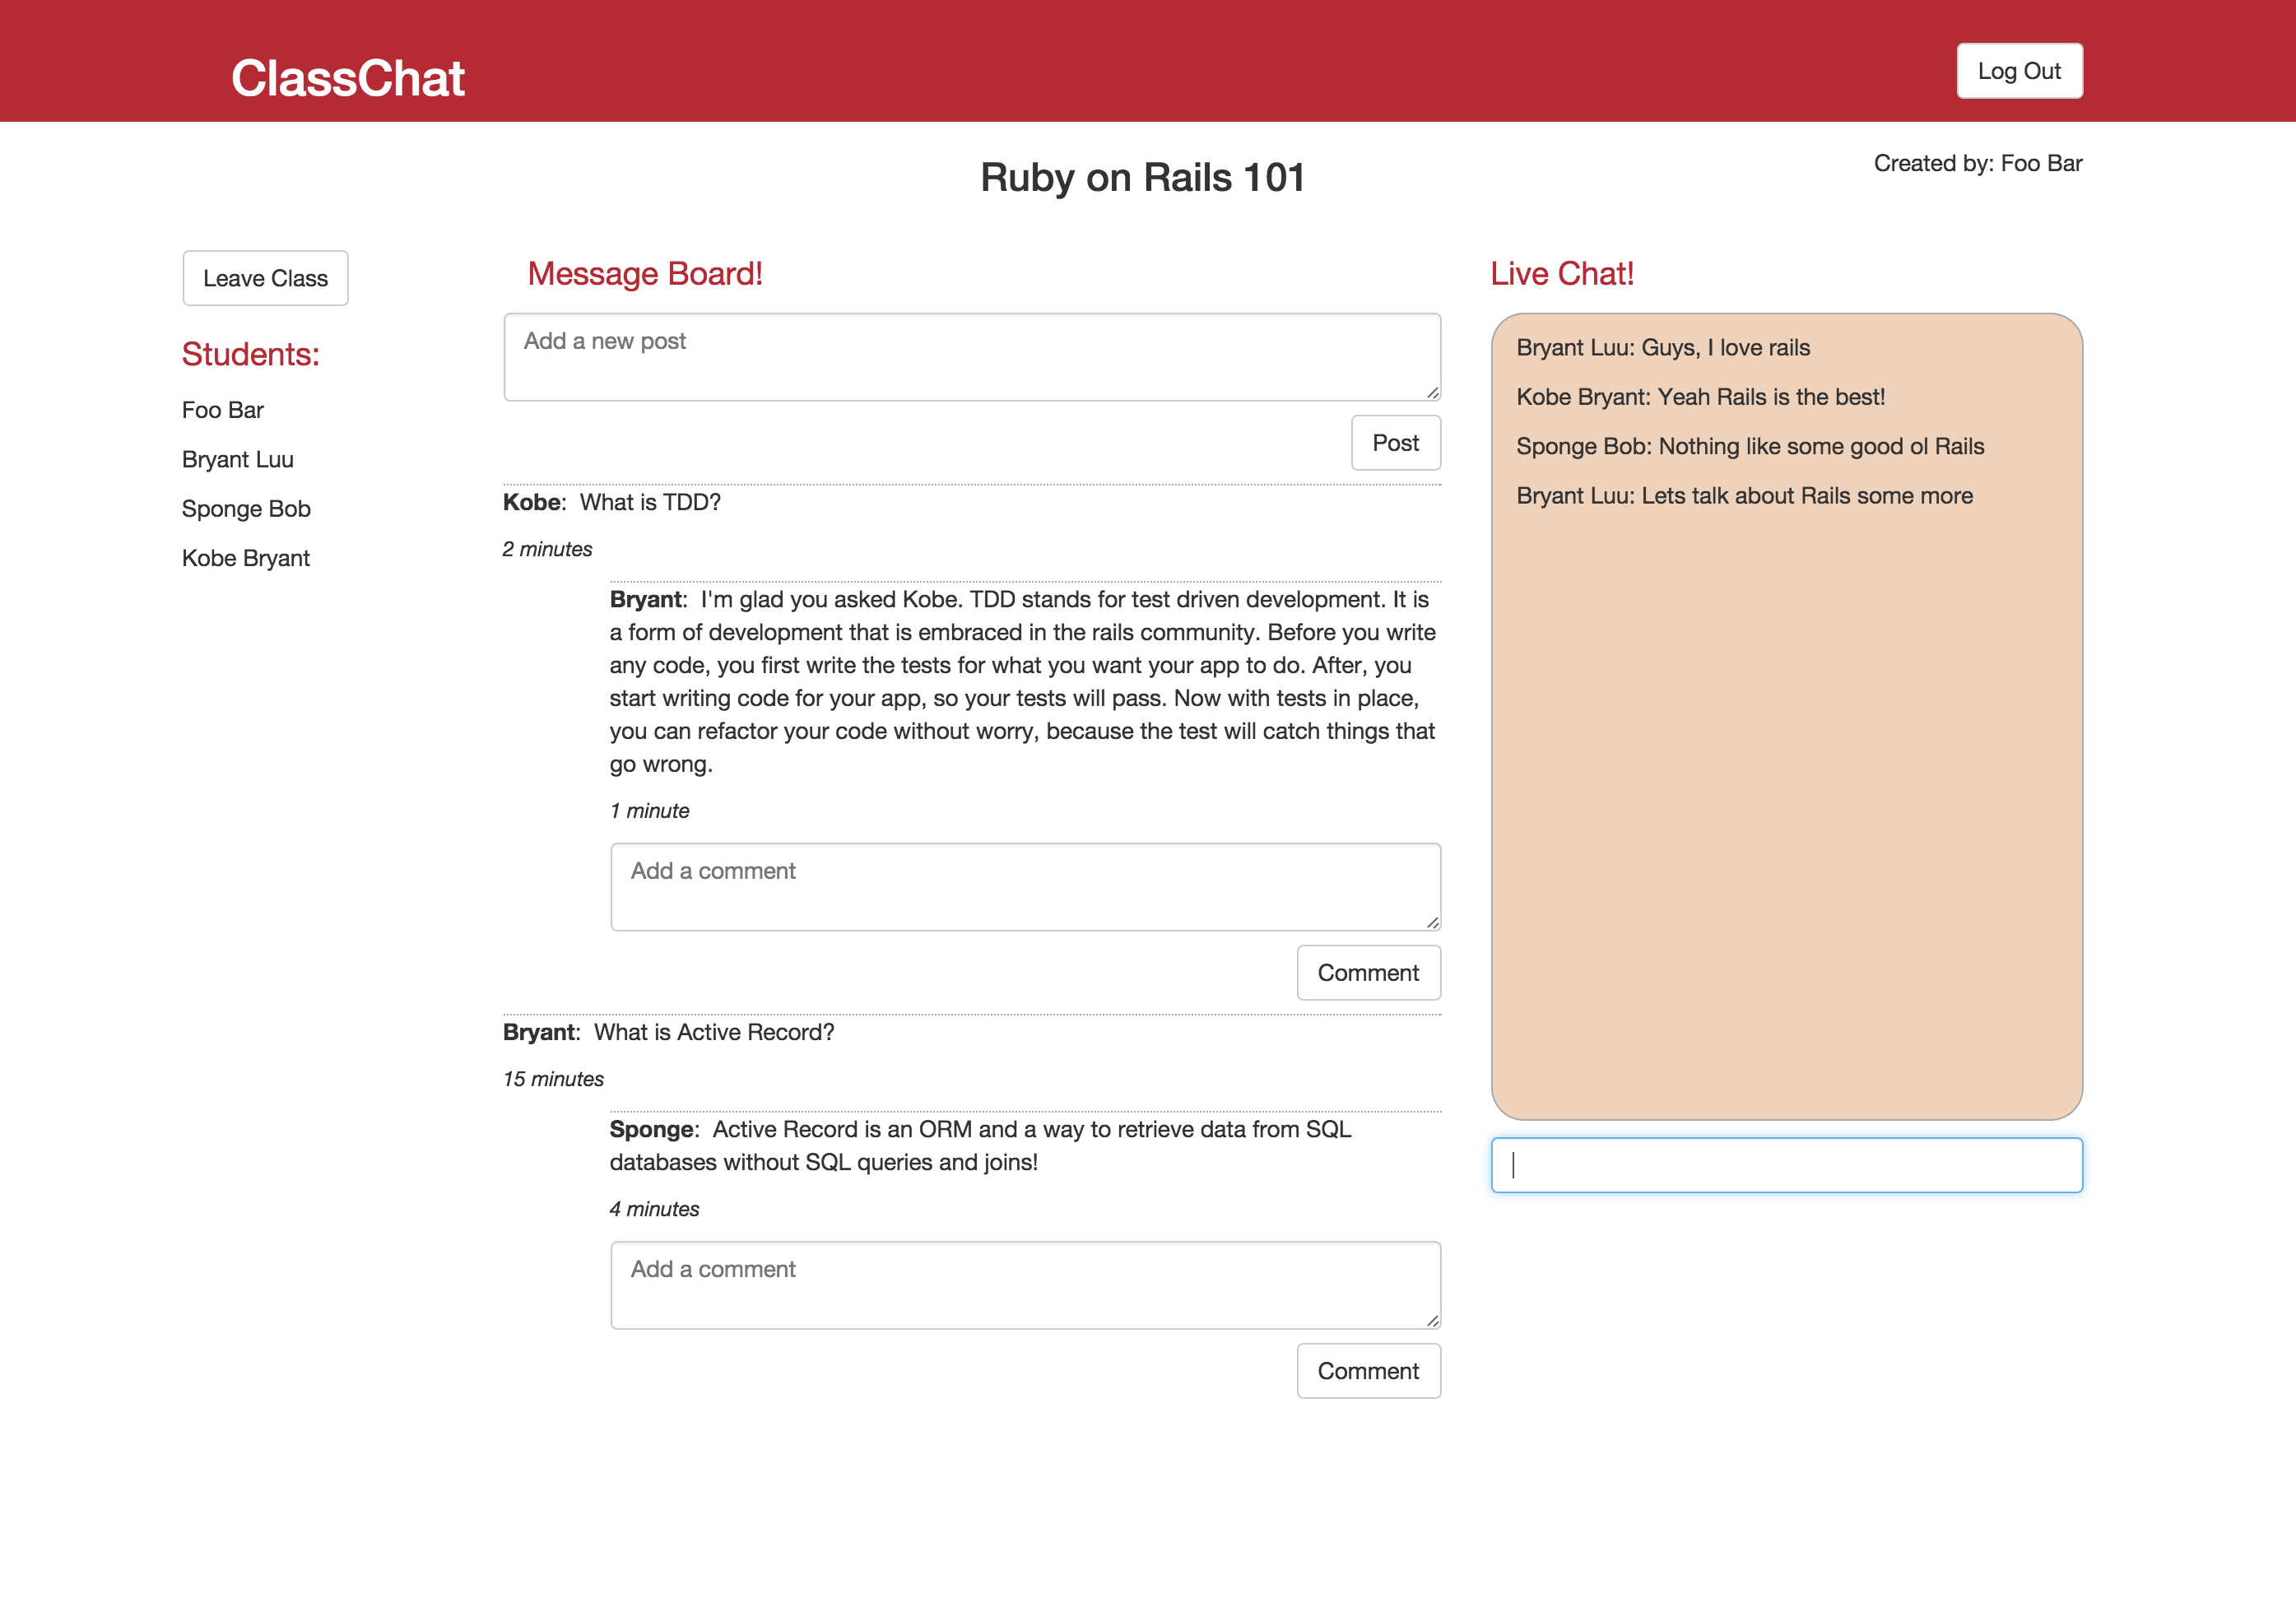 ClassChat
Log Out
Ruby on Rails 101
Created by: Foo Bar
Leave Class
Students:
Foo Bar
Bryant Luu
Sponge Bob
Kobe Bryant
Message Board!
Add a new post
Post
Kobe:  What is TDD?
2 minutes
Bryant:  I'm glad you asked Kobe. TDD stands for test driven development. It is
a form of development that is embraced in the rails community. Before you write
any code, you first write the tests for what you want your app to do. After, you
start writing code for your app, so your tests will pass. Now with tests in place,
you can refactor your code without worry, because the test will catch things that
go wrong.
1 minute
Add a comment
Comment
Bryant:  What is Active Record?
15 minutes
Sponge:  Active Record is an ORM and a way to retrieve data from SQL
databases without SQL queries and joins!
4 minutes
Add a comment
Comment
Live Chat!
Bryant Luu: Guys, I love rails
Kobe Bryant: Yeah Rails is the best!
Sponge Bob: Nothing like some good ol Rails
Bryant Luu: Lets talk about Rails some more